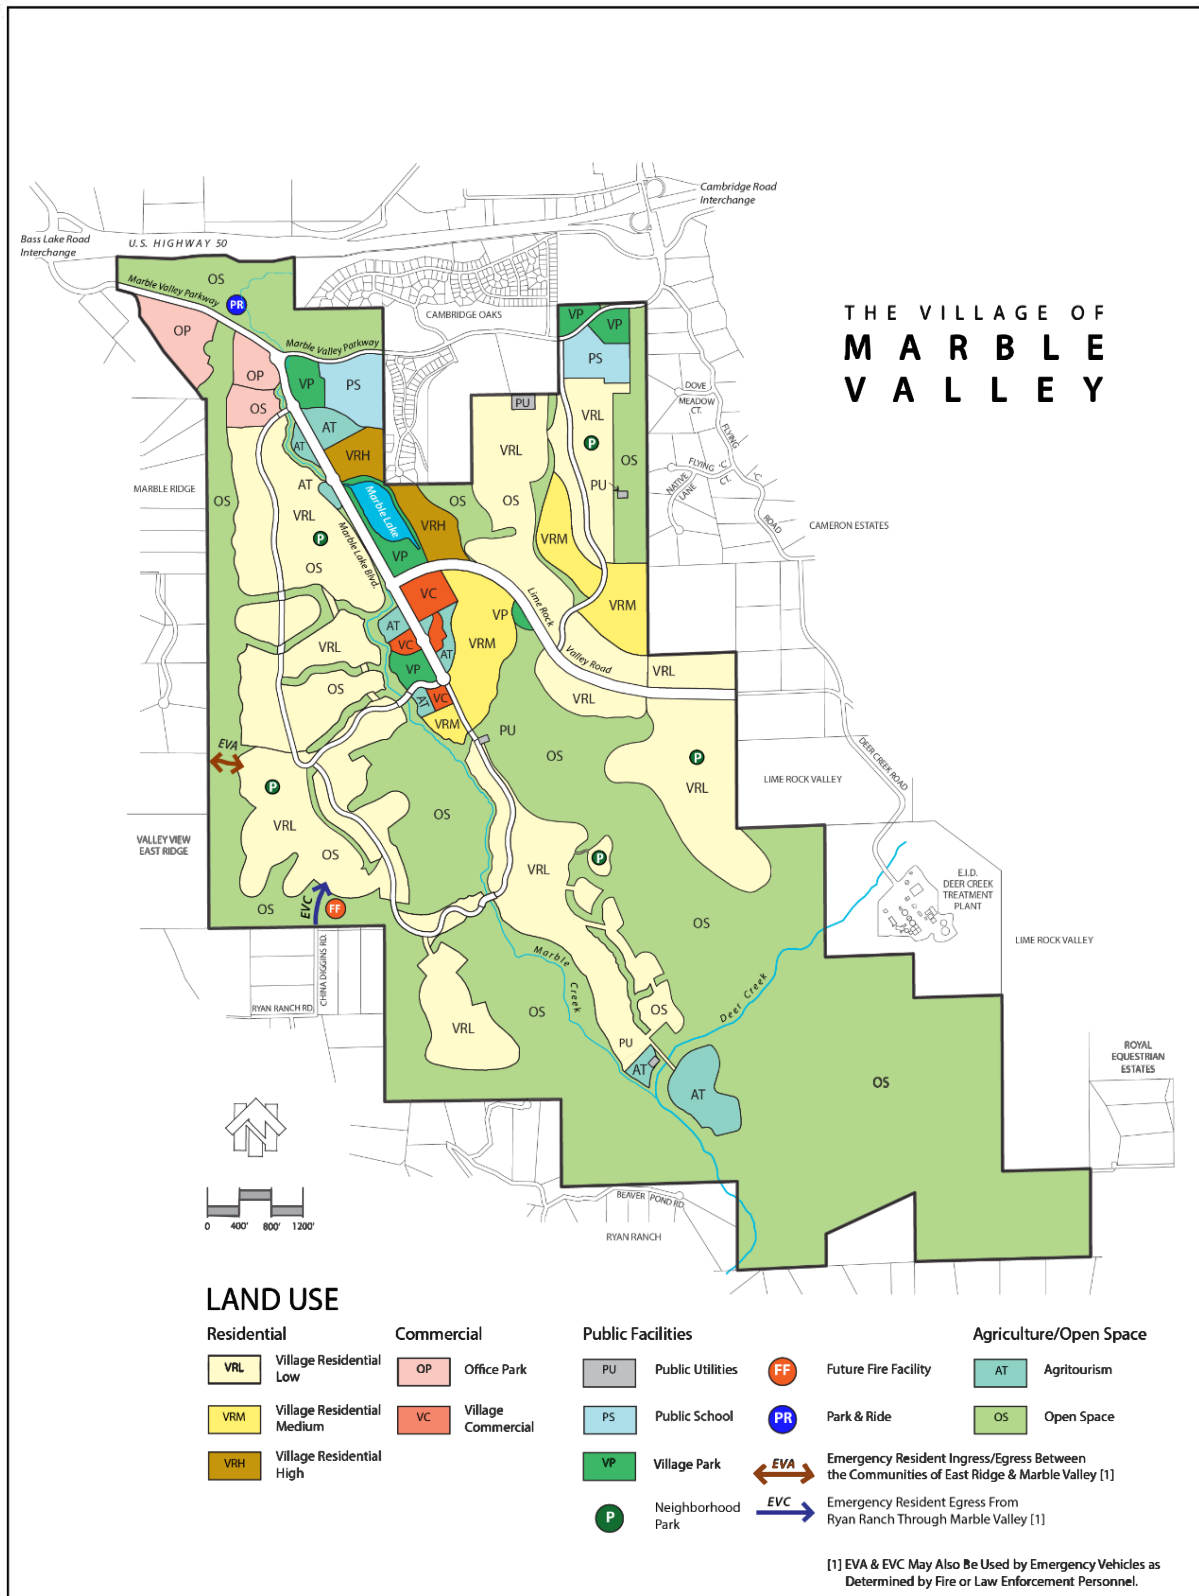 Cambridge Road
Interchange
Bass Lake Road
Interchange
U.S. HIGHWAY 50
OS
Marble Valley Parkway
PR
THE VILLAGE OF
MARBLE
VALLEY
CAMBRIDGE OAKS
VP
VP
OP
Marble Valley Parkway
PS
OP
VP
PS
DOVE
MEADOW
CT.
PU
OS
VRL
AT
FLYING
C
ROAD
AT
VRL
P
VRH
OS
FLYING
C
CT.
NATIVE
LANE
MARBLE RIDGE
AT
PU
OS
Marble Lake
OS
OS
VRL
VRH
CAMERON ESTATES
P
Marble Lake Blvd.
VRM
VP
OS
VC
Lime Rock
VRM
VP
AT
VRM
VRL
VC
AT
Valley Road
VP
VRL
OS
VRL
AT
VC
VRM
PU
EVA
OS
P
DEER CREEK ROAD
LIME ROCK VALLEY
P
VRL
OS
VRL
VALLEY VIEW
EAST RIDGE
OS
P
VRL
E.I.D.
DEER CREEK
TREATMENT
PLANT
EVC
OS
FF
OS
LIME ROCK VALLEY
Marble
Creek
CHINA DIGGINS RD.
Deer Creek
RYAN RANCH RD.
OS
OS
VRL
PU
ROYAL
EQUESTRIAN
ESTATES
AT
AT
OS
BEAVER POND RD.
RYAN RANCH
0 400' 800' 1200'
LAND USE
Residential
VRL Village Residential
Low
VRM Village Residential
Medium
VRH Village Residential
High
Commercial
OP Office Park
VC Village
Commercial
Public Facilities
PU Public Utilities
PS Public School
VP Village Park
P Neighborhood
Park
FF Future Fire Facility
PR Park & Ride
EVA Emergency Resident Ingress/Egress Between
the Communities of East Ridge & Marble Valley [1]
EVC Emergency Resident Egress From
Ryan Ranch Through Marble Valley [1]
Agriculture/Open Space
AT Agritourism
OS Open Space
[1] EVA & EVC May Also Be Used by Emergency Vehicles as
Determined by Fire or Law Enforcement Personnel.